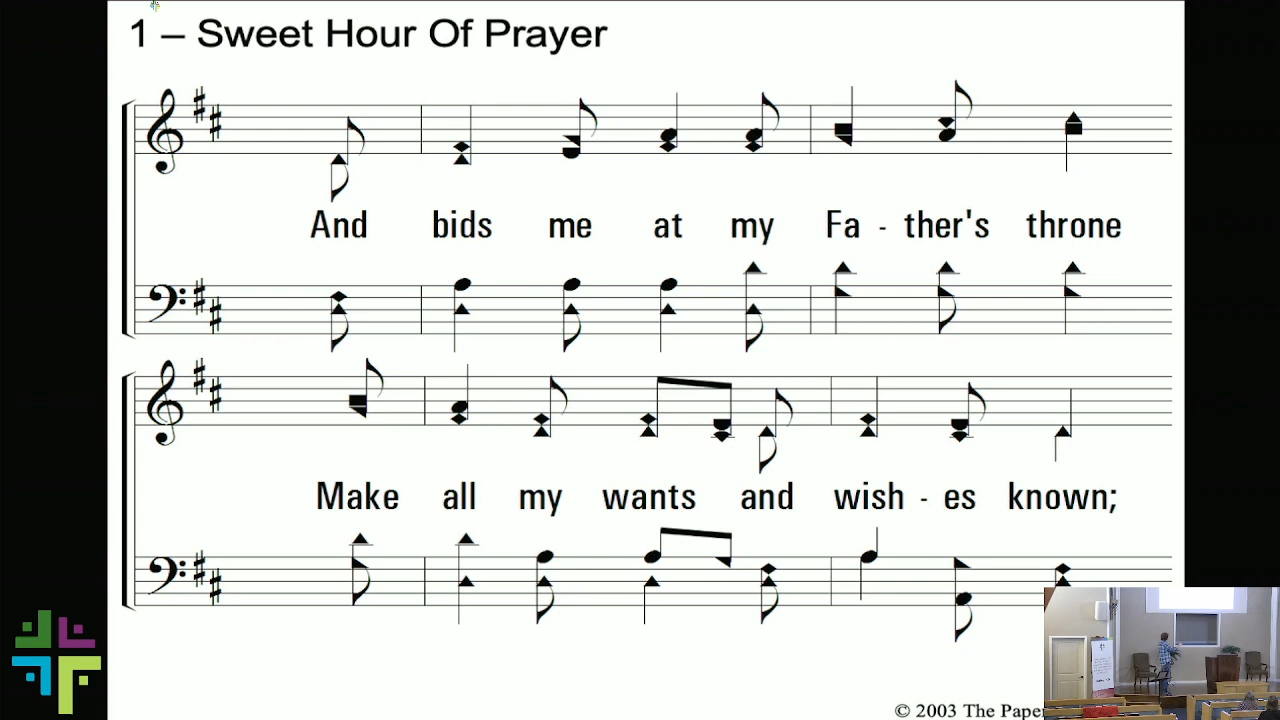 1 – Sweet Hour Of Prayer
And bids me at my Fa - ther's throne
Make all my wants and wish - es known;
© 2003 The Paper